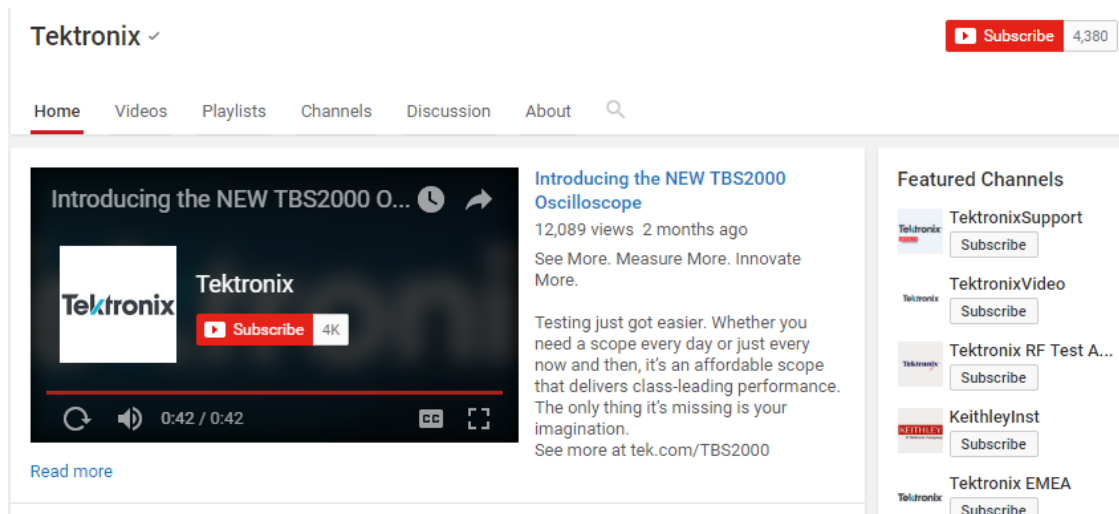 Tektronix
Subscribe 4,380
Home Videos Playlists Channels Discussion About
Introducing the NEW TBS2000 O...
Tektronix
Tektronix
Subscribe 4K
0:42 / 0:42
CC
Introducing the NEW TBS2000
Oscilloscope
12,089 views 2 months ago
See More. Measure More. Innovate
More.
Testing just got easier. Whether you
need a scope every day or just every
now and then, it's an affordable scope
that delivers class-leading performance.
The only thing it's missing is your
imagination.
See more at tek.com/TBS2000
Read more
Featured Channels
Tektronix
TektronixSupport
Subscribe
Tektronix
TektronixVideo
Subscribe
Tektronix
Tektronix RF Test A...
Subscribe
KEITHLEY
KeithleyInst
Subscribe
Tektronix
Tektronix EMEA
Subscribe